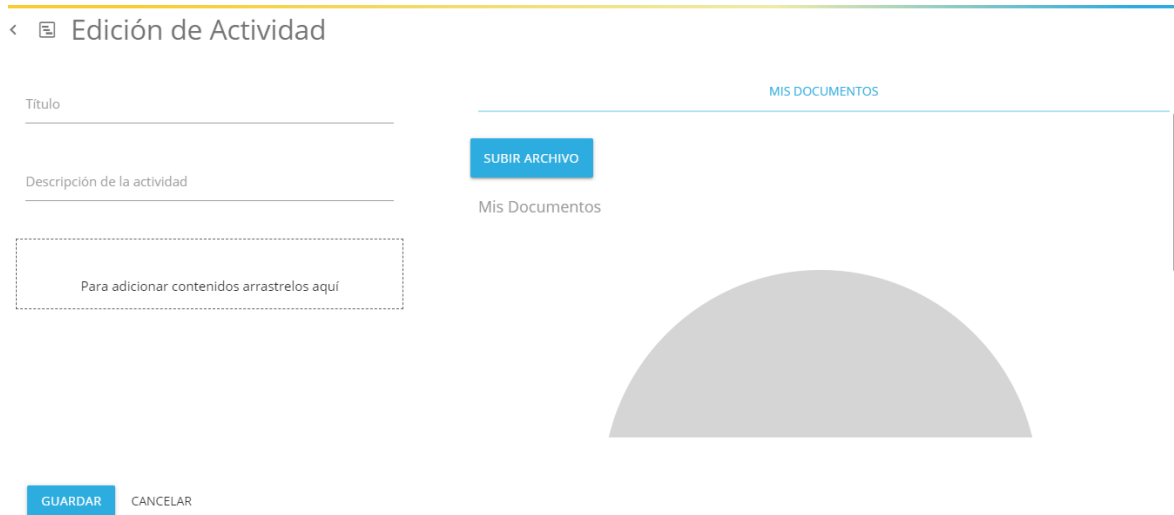 Edición de Actividad
Título
Descripción de la actividad
Para adicionar contenidos arrastrelos aquí
GUARDAR CANCELAR
MIS DOCUMENTOS
SUBIR ARCHIVO
Mis Documentos